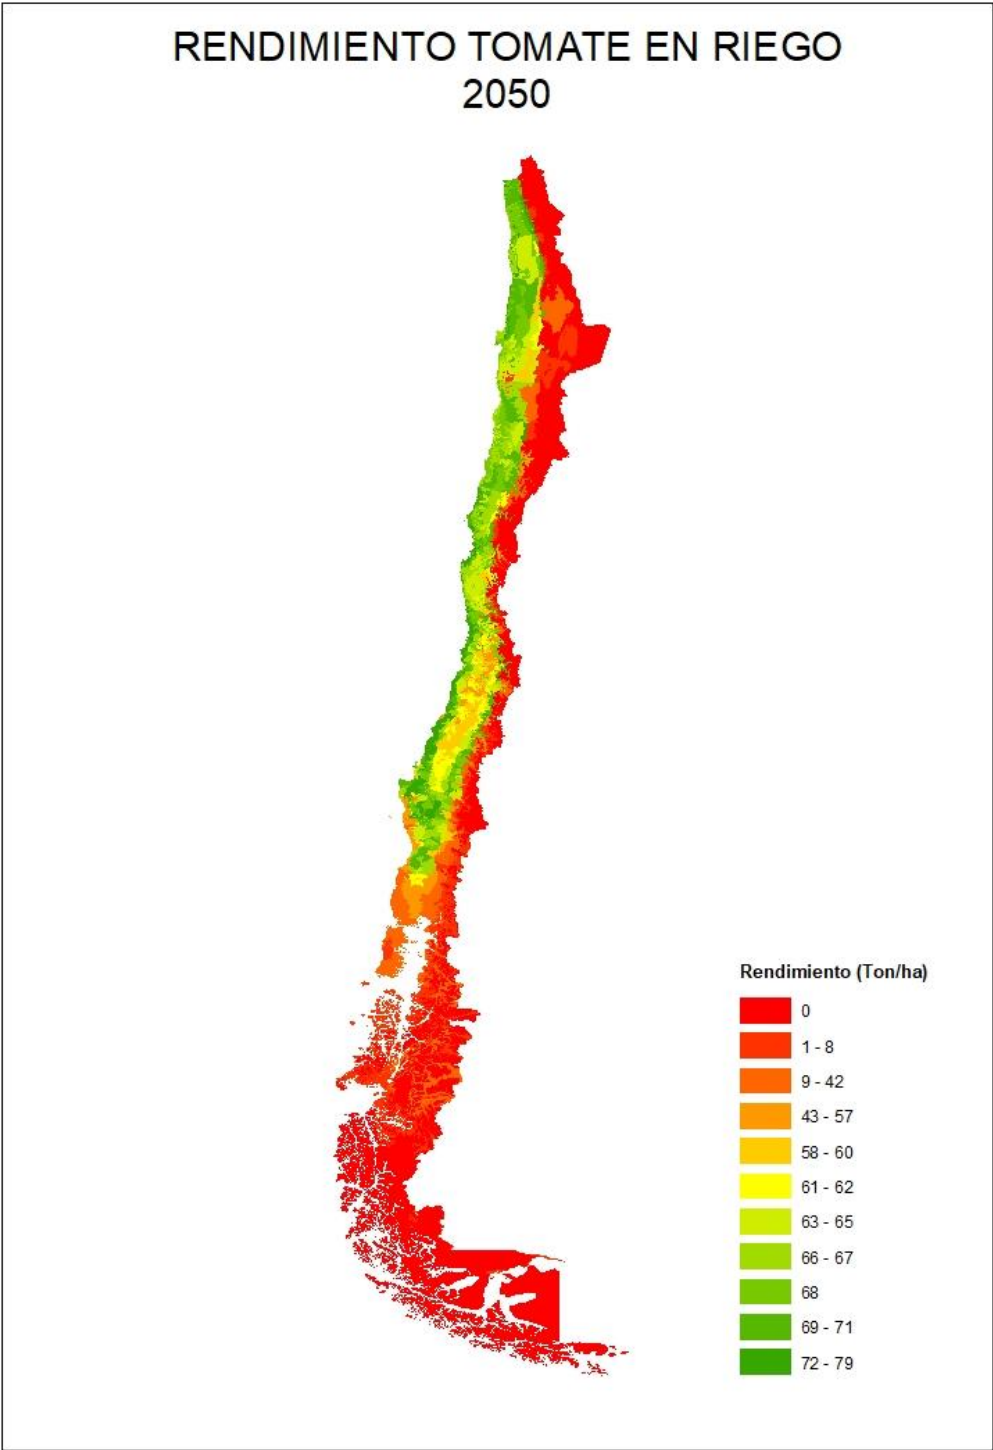 RENDIMIENTO TOMATE EN RIEGO
2050
Rendimiento (Ton/ha)
0
1 - 8
9 - 42
43 - 57
58 - 60
61 - 62
63 - 65
66 - 67
68
69 - 71
72 - 79